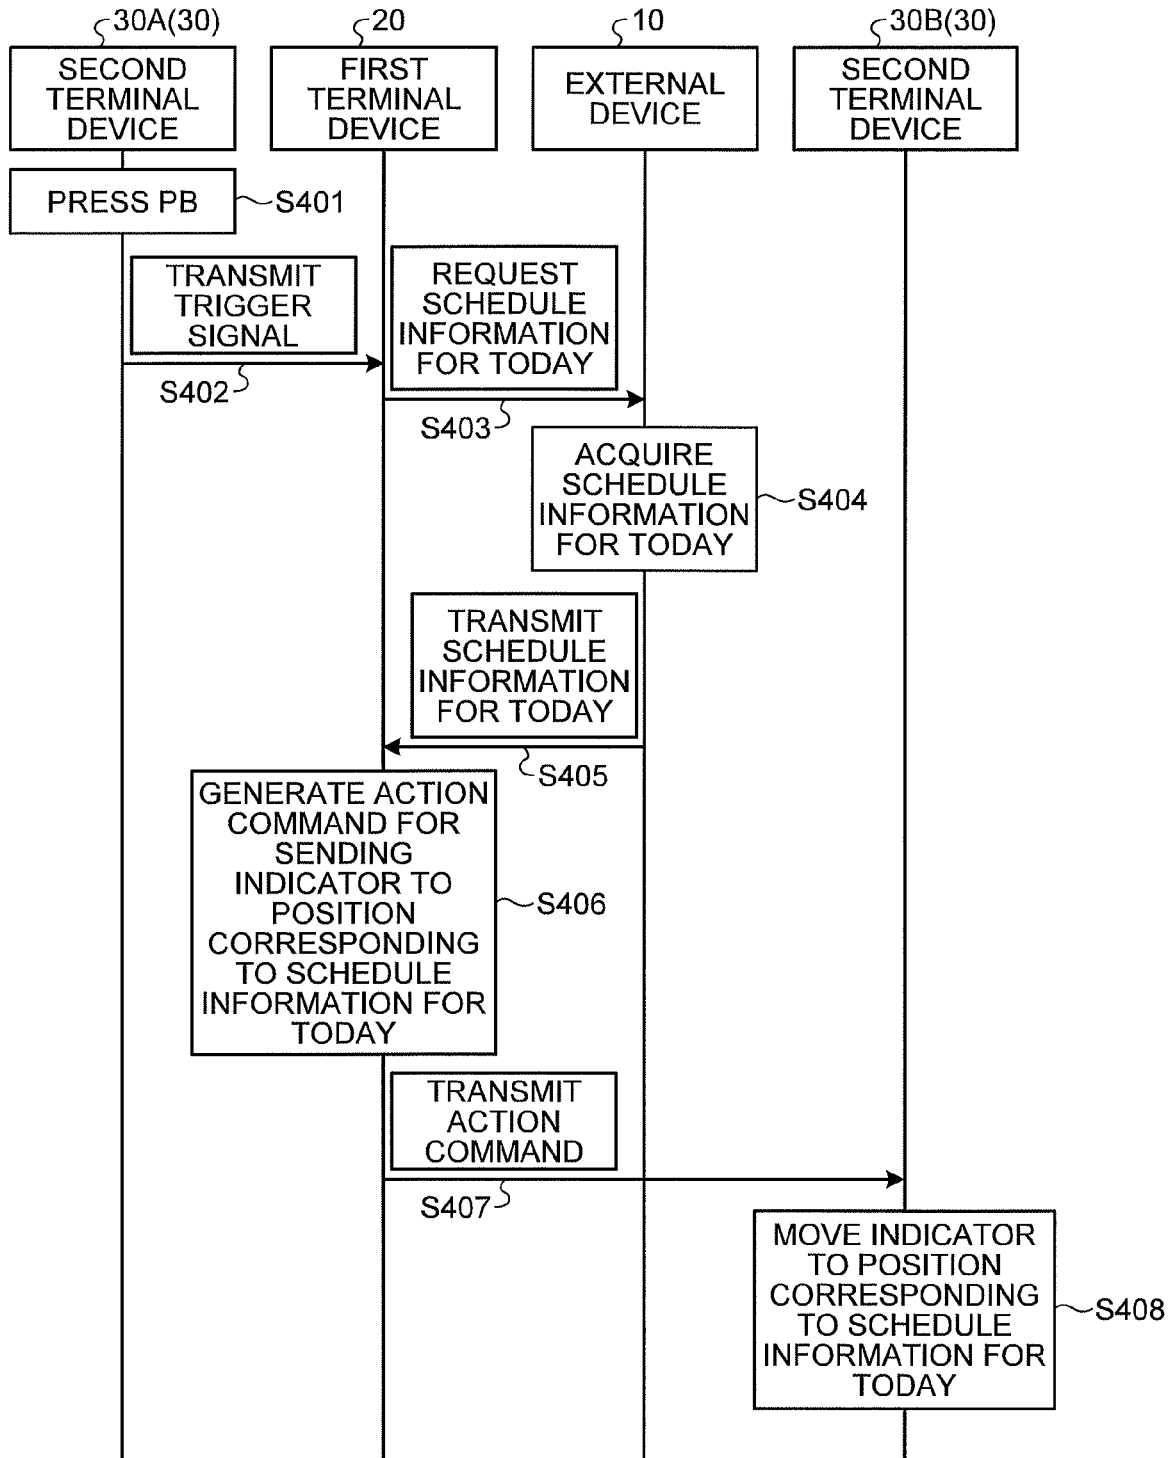 30A(30)
20
10
30B(30)
SECOND
TERMINAL
DEVICE
FIRST
TERMINAL
DEVICE
EXTERNAL
DEVICE
SECOND
TERMINAL
DEVICE
PRESS PB
S401
TRANSMIT
TRIGGER
SIGNAL
S402
REQUEST
SCHEDULE
INFORMATION
FOR TODAY
S403
ACQUIRE
SCHEDULE
INFORMATION
FOR TODAY
S404
TRANSMIT
SCHEDULE
INFORMATION
FOR TODAY
S405
GENERATE ACTION
COMMAND FOR
SENDING
INDICATOR TO
POSITION
CORRESPONDING
TO SCHEDULE
INFORMATION FOR
TODAY
S406
TRANSMIT
ACTION
COMMAND
S407
MOVE INDICATOR
TO POSITION
CORRESPONDING
TO SCHEDULE
INFORMATION FOR
TODAY
S408